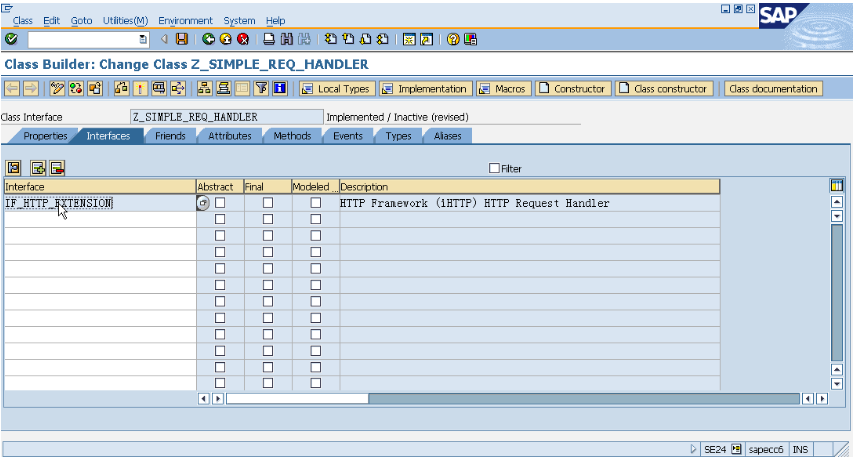 Class Edit Goto Utilities(M) Environment System Help
SAP
Class Builder: Change Class Z_SIMPLE_REQ_HANDLER
Local Types Implementation Macros Constructor Class constructor Class documentation
Class Interface Z_SIMPLE_REQ_HANDLER Implemented / Inactive (revised)
Properties Interfaces Friends Attributes Methods Events Types Aliases
Filter
Interface Abstract Final Modeled ... Description
IF_HTTP_EXTENSION HTTP Framework (iHTTP) HTTP Request Handler
SE24 sapecc6 INS